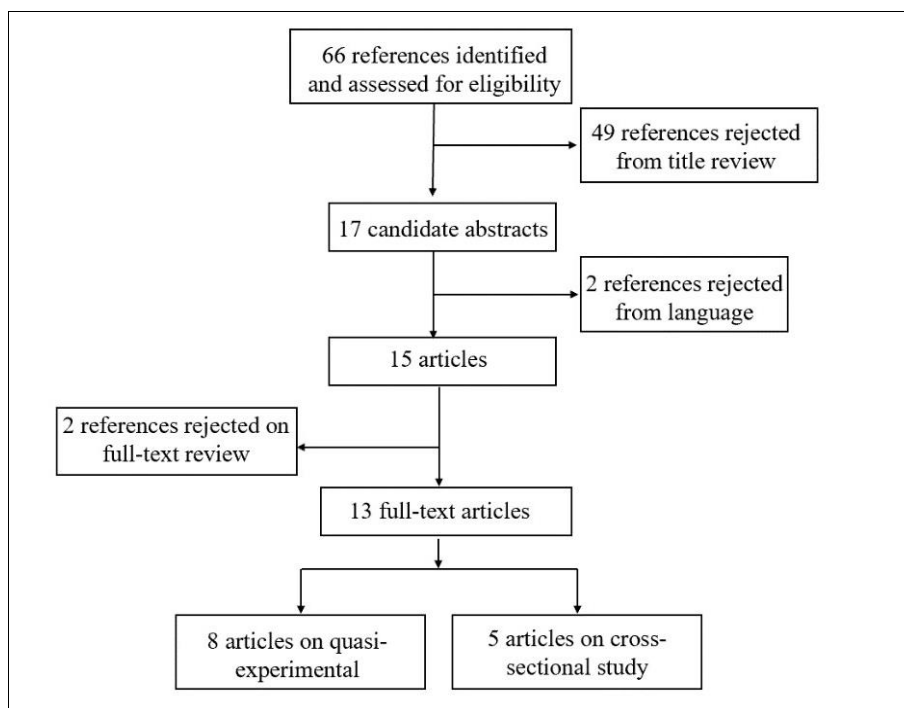 66 references identified
and assessed for eligibility
49 references rejected
from title review
17 candidate abstracts
2 references rejected
from language
15 articles
2 references rejected on
full-text review
13 full-text articles
8 articles on quasi-
experimental
5 articles on cross-
sectional study